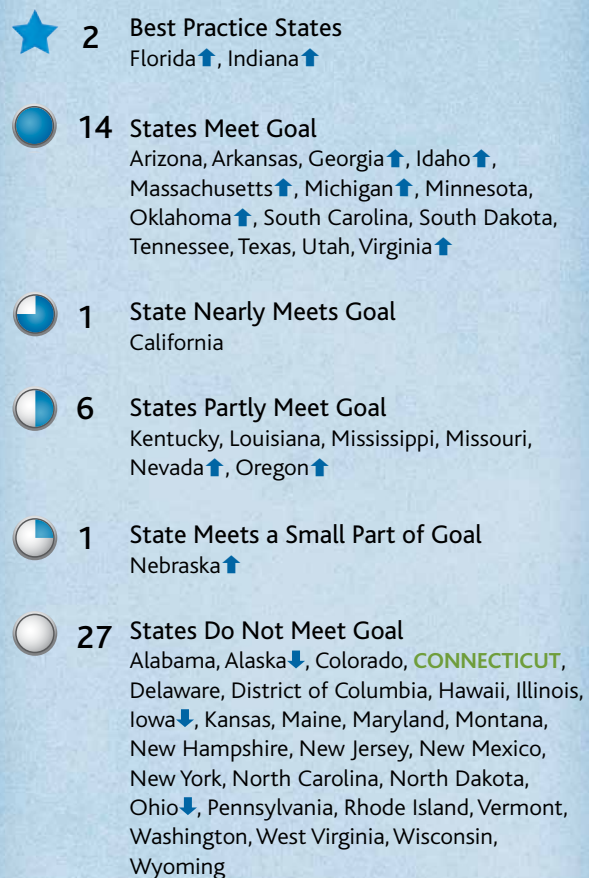 2 Best Practice States
Florida⬆, Indiana⬆
14 States Meet Goal
Arizona, Arkansas, Georgia⬆, Idaho⬆,
Massachusetts⬆, Michigan⬆, Minnesota,
Oklahoma⬆, South Carolina, South Dakota,
Tennessee, Texas, Utah, Virginia⬆
1 State Nearly Meets Goal
California
6 States Partly Meet Goal
Kentucky, Louisiana, Mississippi, Missouri,
Nevada⬆, Oregon⬆
1 State Meets a Small Part of Goal
Nebraska⬆
27 States Do Not Meet Goal
Alabama, Alaska⬇, Colorado, CONNECTICUT,
Delaware, District of Columbia, Hawaii, Illinois,
Iowa⬇, Kansas, Maine, Maryland, Montana,
New Hampshire, New Jersey, New Mexico,
New York, North Carolina, North Dakota,
Ohio⬇, Pennsylvania, Rhode Island, Vermont,
Washington, West Virginia, Wisconsin,
Wyoming